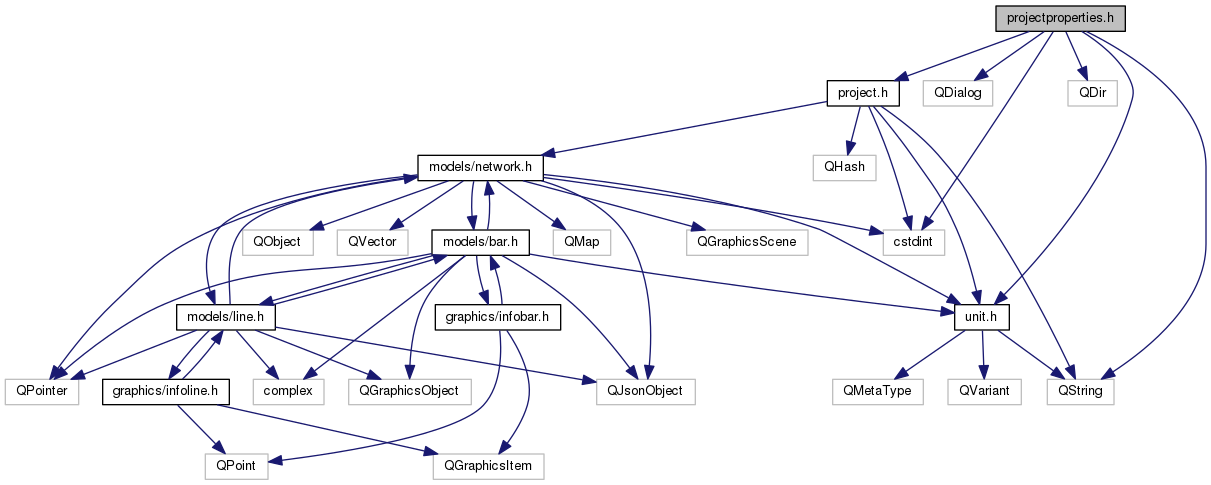 projectproperties.h
project.h
QDialog
QDir
models/network.h
QHash
QObject
QVector
models/bar.h
QMap
QGraphicsScene
cstdint
models/line.h
graphics/infobar.h
unit.h
QPointer
graphics/infoline.h
complex
QGraphicsObject
QJsonObject
QMetaType
QVariant
QString
QPoint
QGraphicsItem